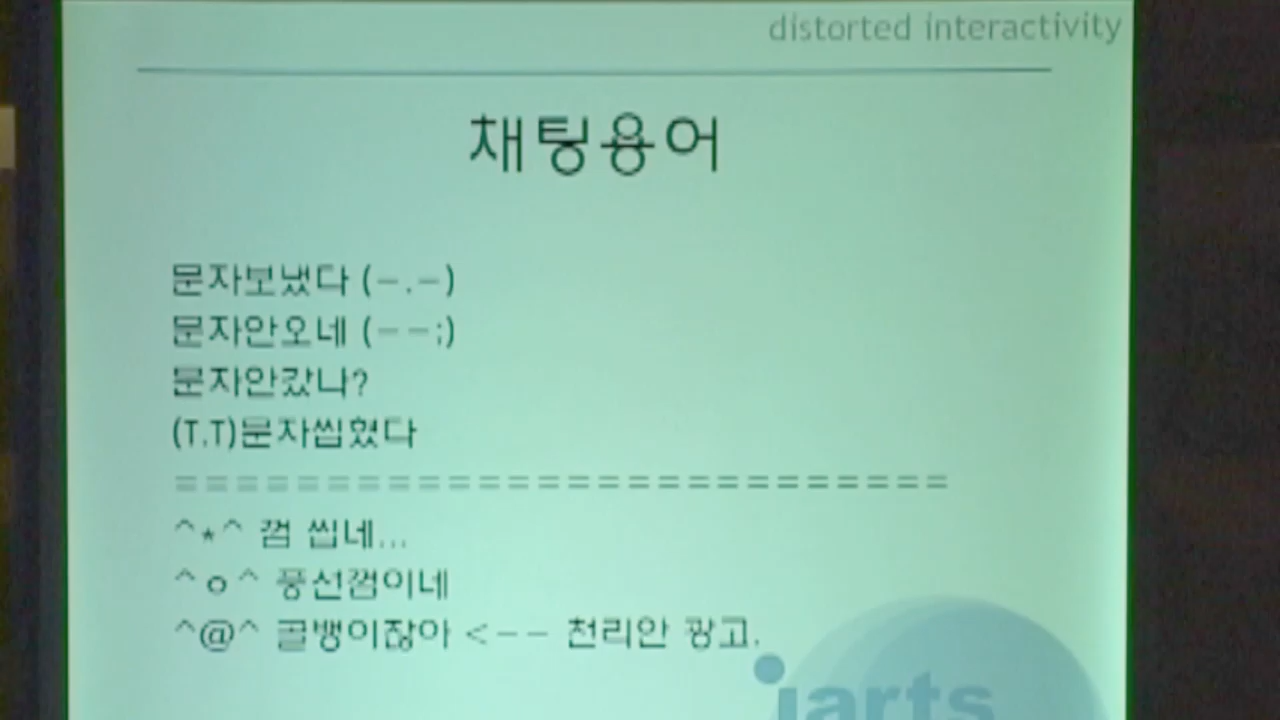 distorted interactivity
채팅용어
문자보냈다 (-.-)
문자안오네 (--;)
문자안갔나?
(T.T)문자씹혔다
==========================
^*^ 껌 씹네...
^o^ 풍선껌이네
^@^ 골뱅이잖아 <-- 천리안 광고.
iarts